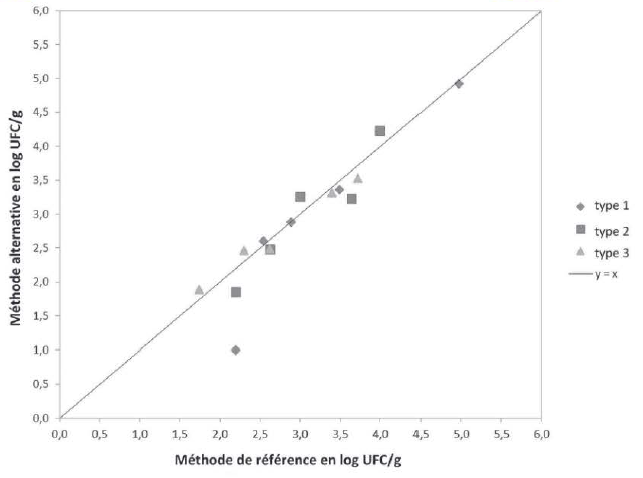 6,0
5,5
5,0
4,5
4,0
3,5
3,0
2,5
2,0
1,5
1,0
0,5
0,0
Méthode alternative en log UFC/g
0,0 0,5 1,0 1,5 2,0 2,5 3,0 3,5 4,0 4,5 5,0 5,5 6,0
Méthode de référence en log UFC/g
type 1
type 2
type 3
y = x